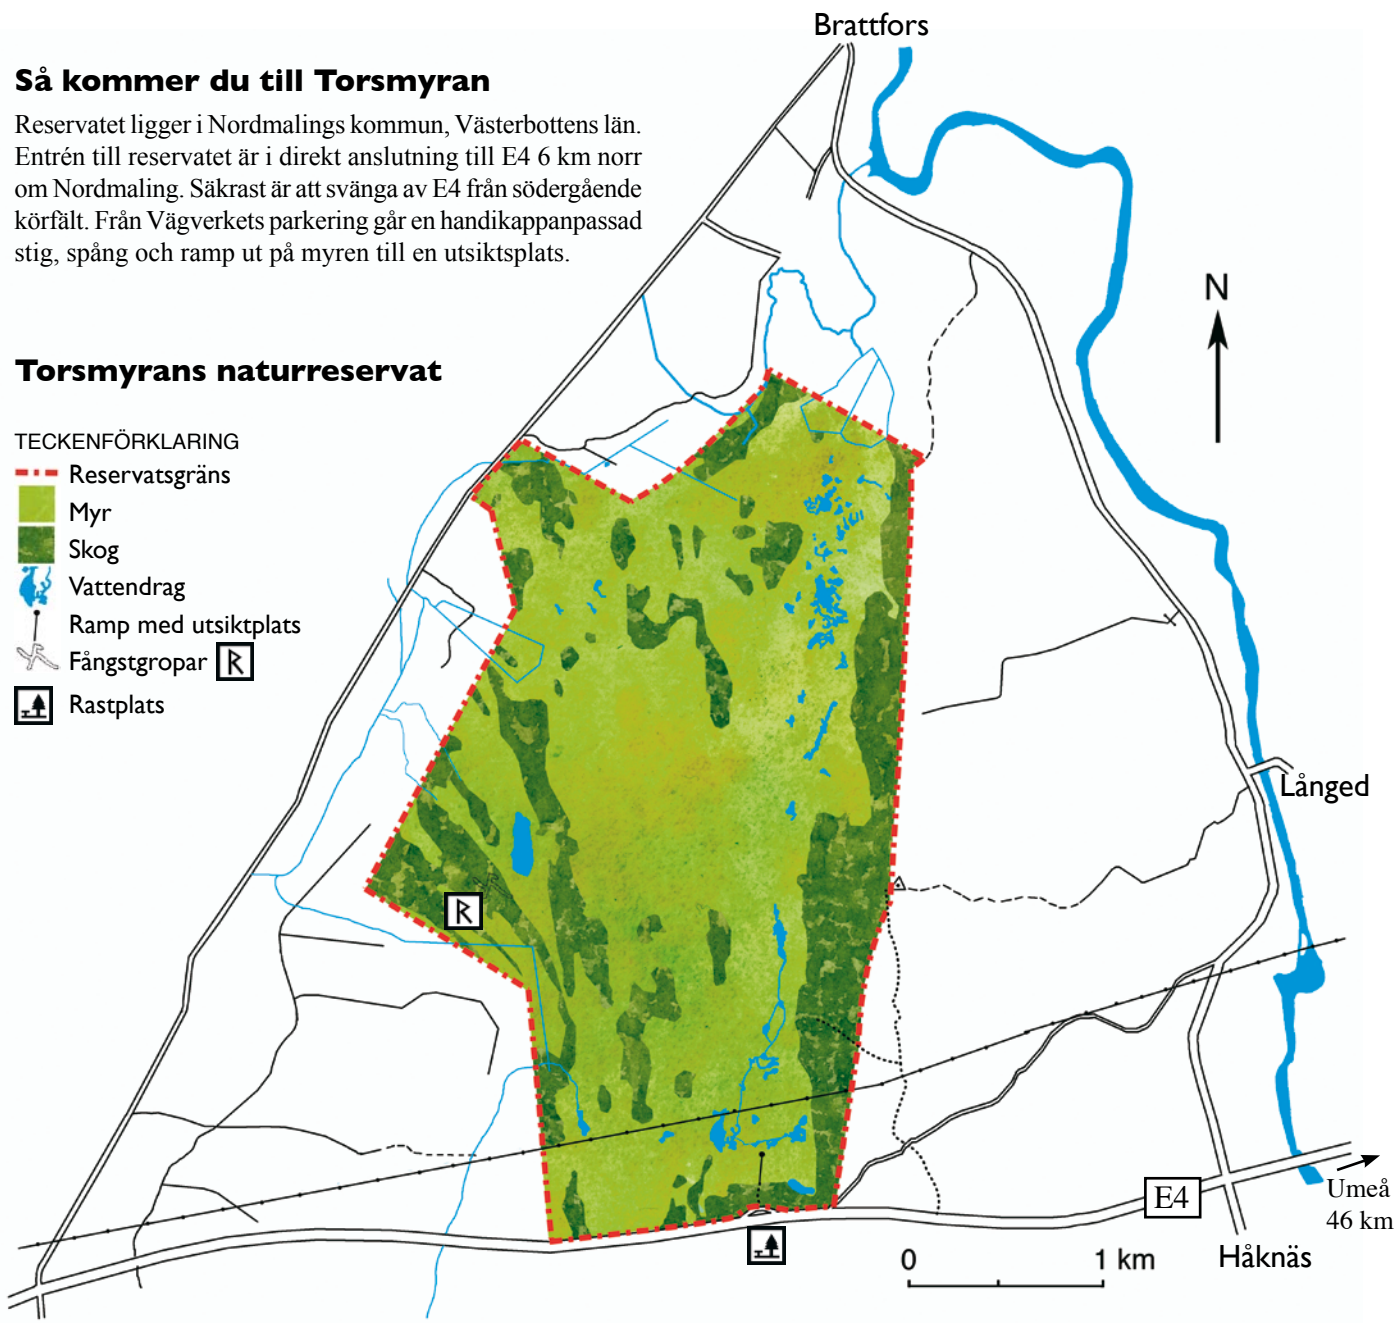 Brattfors
Så kommer du till Torsmyran
Reservatet ligger i Nordmalings kommun, Västerbottens län.
Entrén till reservatet är i direkt anslutning till E4 6 km norr
om Nordmaling. Säkrast är att svänga av E4 från södergående
körfält. Från Vägverkets parkering går en handikappanpassad
stig, spång och ramp ut på myren till en utsiktsplats.
N
Torsmyrans naturreservat
TECKENFÖRKLARING
Reservatsgräns
Myr
Skog
Vattendrag
Ramp med utsiktplats
Fångstgropar R
Rastplats
Långed
R
E4
Umeå
46 km
Håknäs
0 1 km